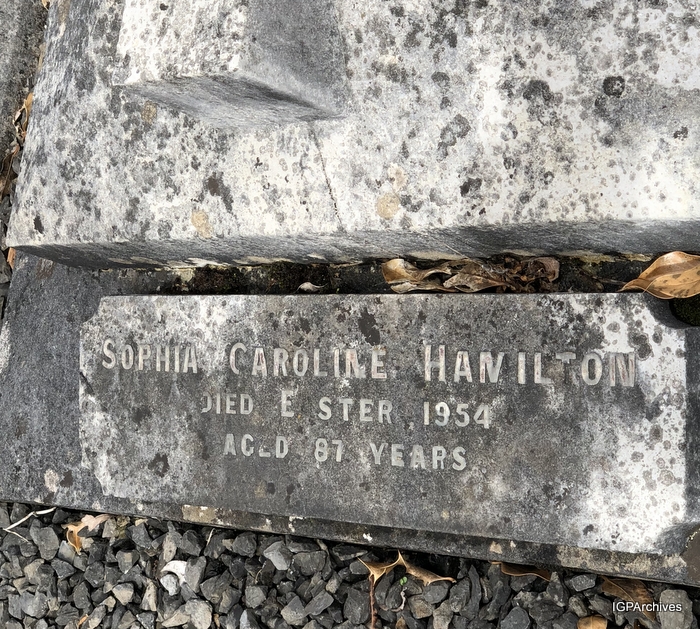 SOPHIA CAROLINE HAMILTON
DIED E STER 1954
AGED 87 YEARS
IGPArchives